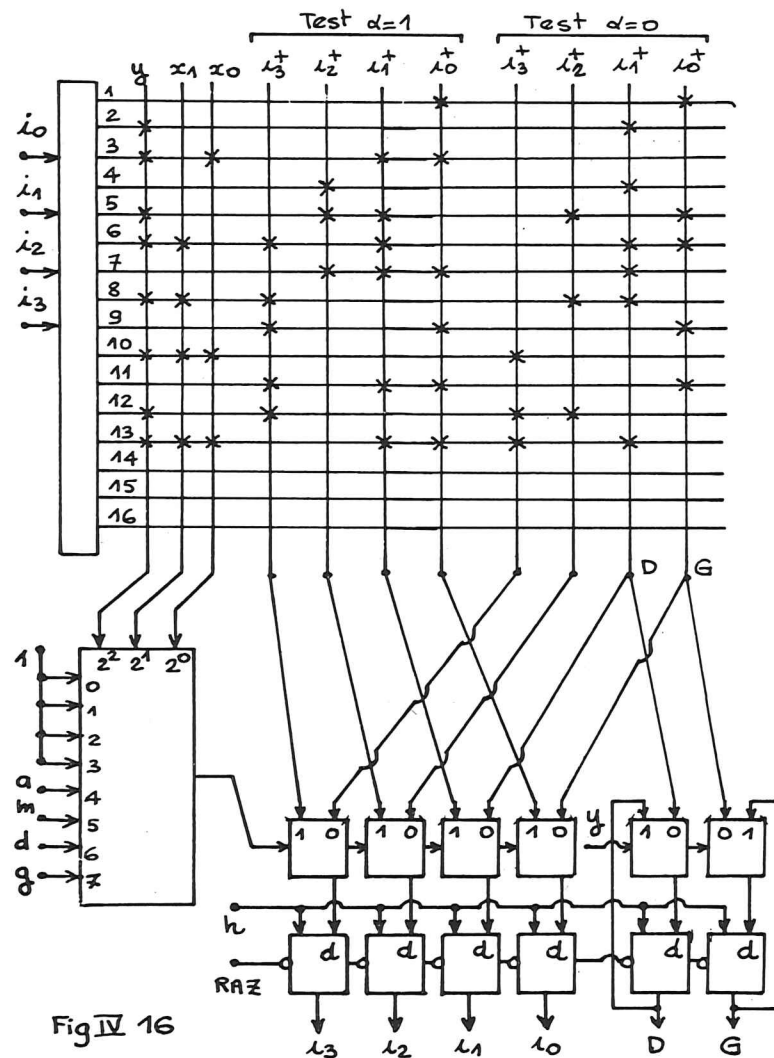 Test α=1 Test α=0
y x1 x0 i3+ i2+ i1+ i0+ i3+ i2+ i1+ i0+
1
2
i0
3
4
i1
5
i2
6
7
i3
8
9
10
11
12
13
14
15
16
D G
1
2² 2¹ 2⁰
0
1
2
3
a 4
m 5
d 6
g 7
1 0 1 0 1 0 1 0 y 1 0 0 1
h
d d d d d d
RAZ
i3 i2 i1 i0 D G
Fig IV 16